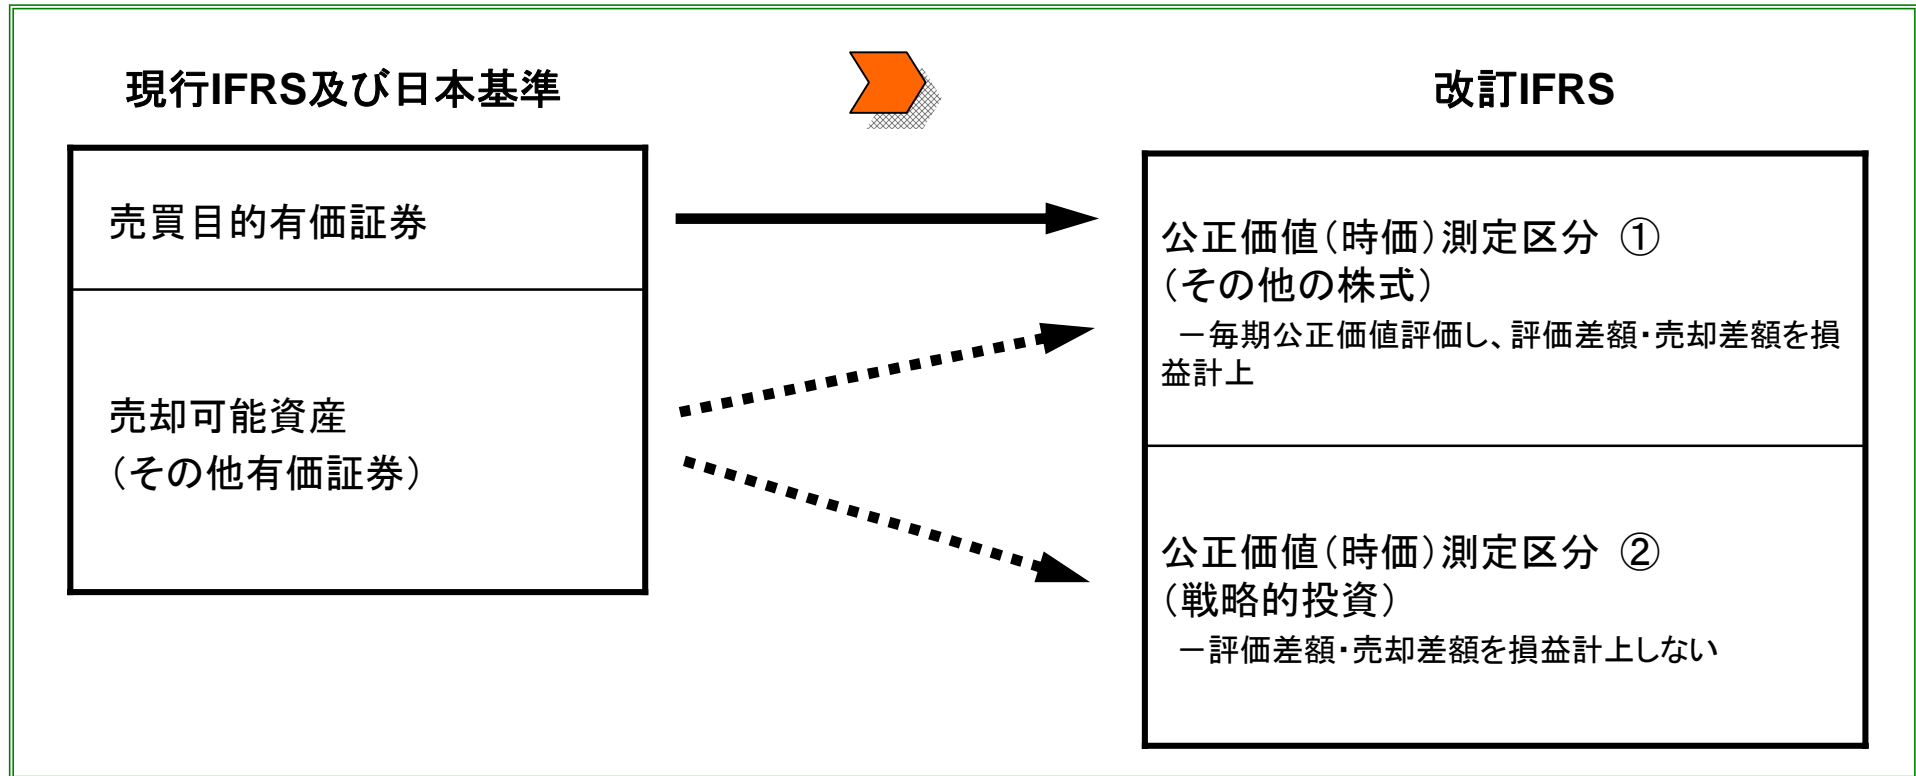 現行IFRS及び日本基準
改訂IFRS
売買目的有価証券
売却可能資産
（その他有価証券）
公正価値（時価）測定区分 ①
（その他の株式）
－毎期公正価値評価し、評価差額・売却差額を損
益計上
公正価値（時価）測定区分 ②
（戦略的投資）
－評価差額・売却差額を損益計上しない